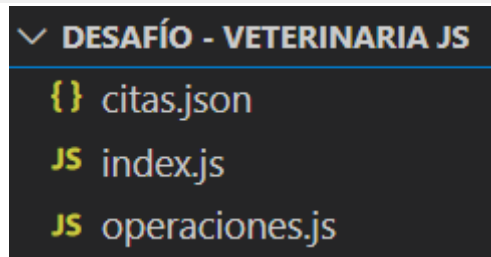 DESAFÍO - VETERINARIA JS
{} citas.json
JS index.js
JS operaciones.js